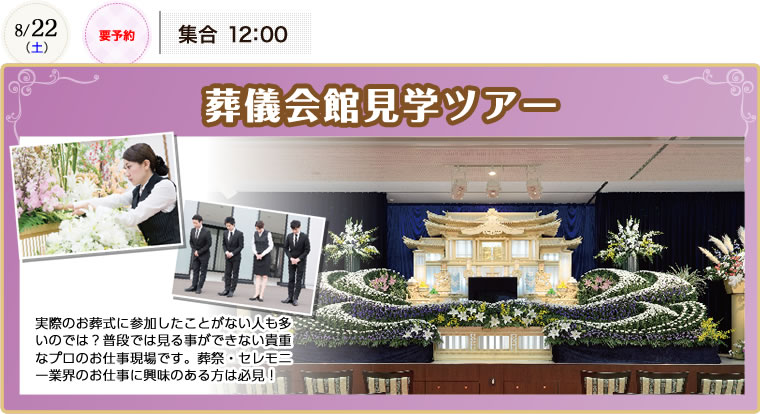 8/22
(土)
要予約
集合 12:00
葬儀会館見学ツアー
実際のお葬式に参加したことがない人も多
いのでは？普段では見る事ができない貴重
なプロのお仕事現場です。葬祭・セレモニ
ー業界のお仕事に興味のある方は必見！